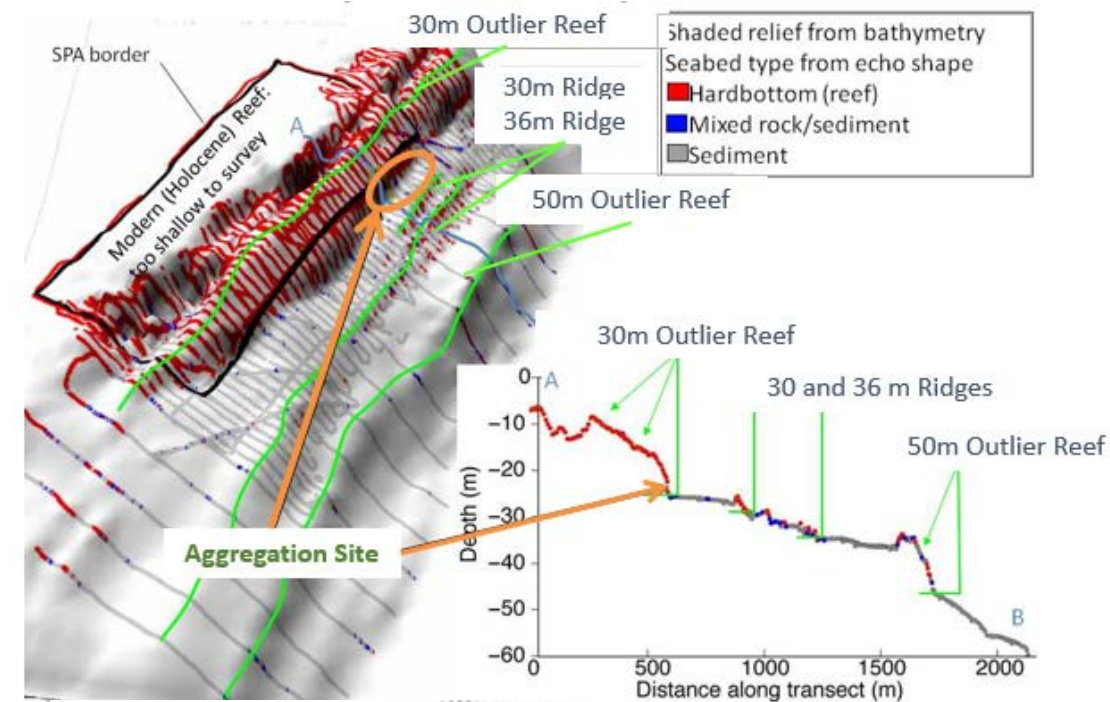 30m Outlier Reef
SPA border
30m Ridge
36m Ridge
50m Outlier Reef
Modern (Holocene) Reef:
too shallow to survey
A
Shaded relief from bathymetry
Seabed type from echo shape
Hardbottom (reef)
Mixed rock/sediment
Sediment
Aggregation Site
30m Outlier Reef
30 and 36 m Ridges
50m Outlier Reef
A
B
Depth (m)
0
−10
−20
−30
−40
−50
−60
0
500
1000
1500
2000
Distance along transect (m)